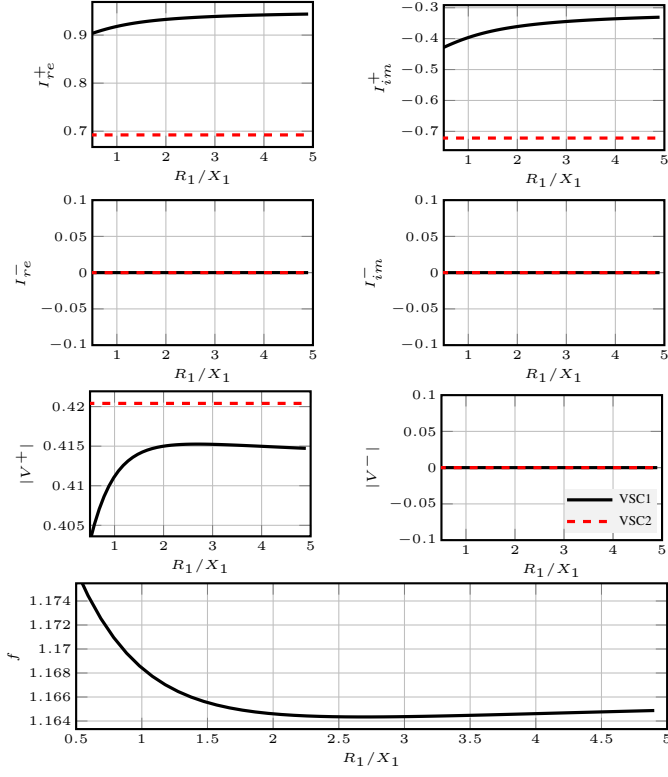 0.9
0.8
0.7
I_{re}^{+}
1 2 3 4 5
R_1/X_1
−0.3
−0.4
−0.5
−0.6
−0.7
I_{im}^{+}
1 2 3 4 5
R_1/X_1
0.1
0.05
0
−0.05
−0.1
I_{re}^{−}
1 2 3 4 5
R_1/X_1
0.1
0.05
0
−0.05
−0.1
I_{im}^{−}
1 2 3 4 5
R_1/X_1
0.42
0.415
0.41
0.405
|V^{+}|
1 2 3 4 5
R_1/X_1
0.1
0.05
0
−0.05
−0.1
|V^{−}|
VSC1
VSC2
1 2 3 4 5
R_1/X_1
1.174
1.172
1.17
1.168
1.166
1.164
f
0.5 1 1.5 2 2.5 3 3.5 4 4.5 5
R_1/X_1